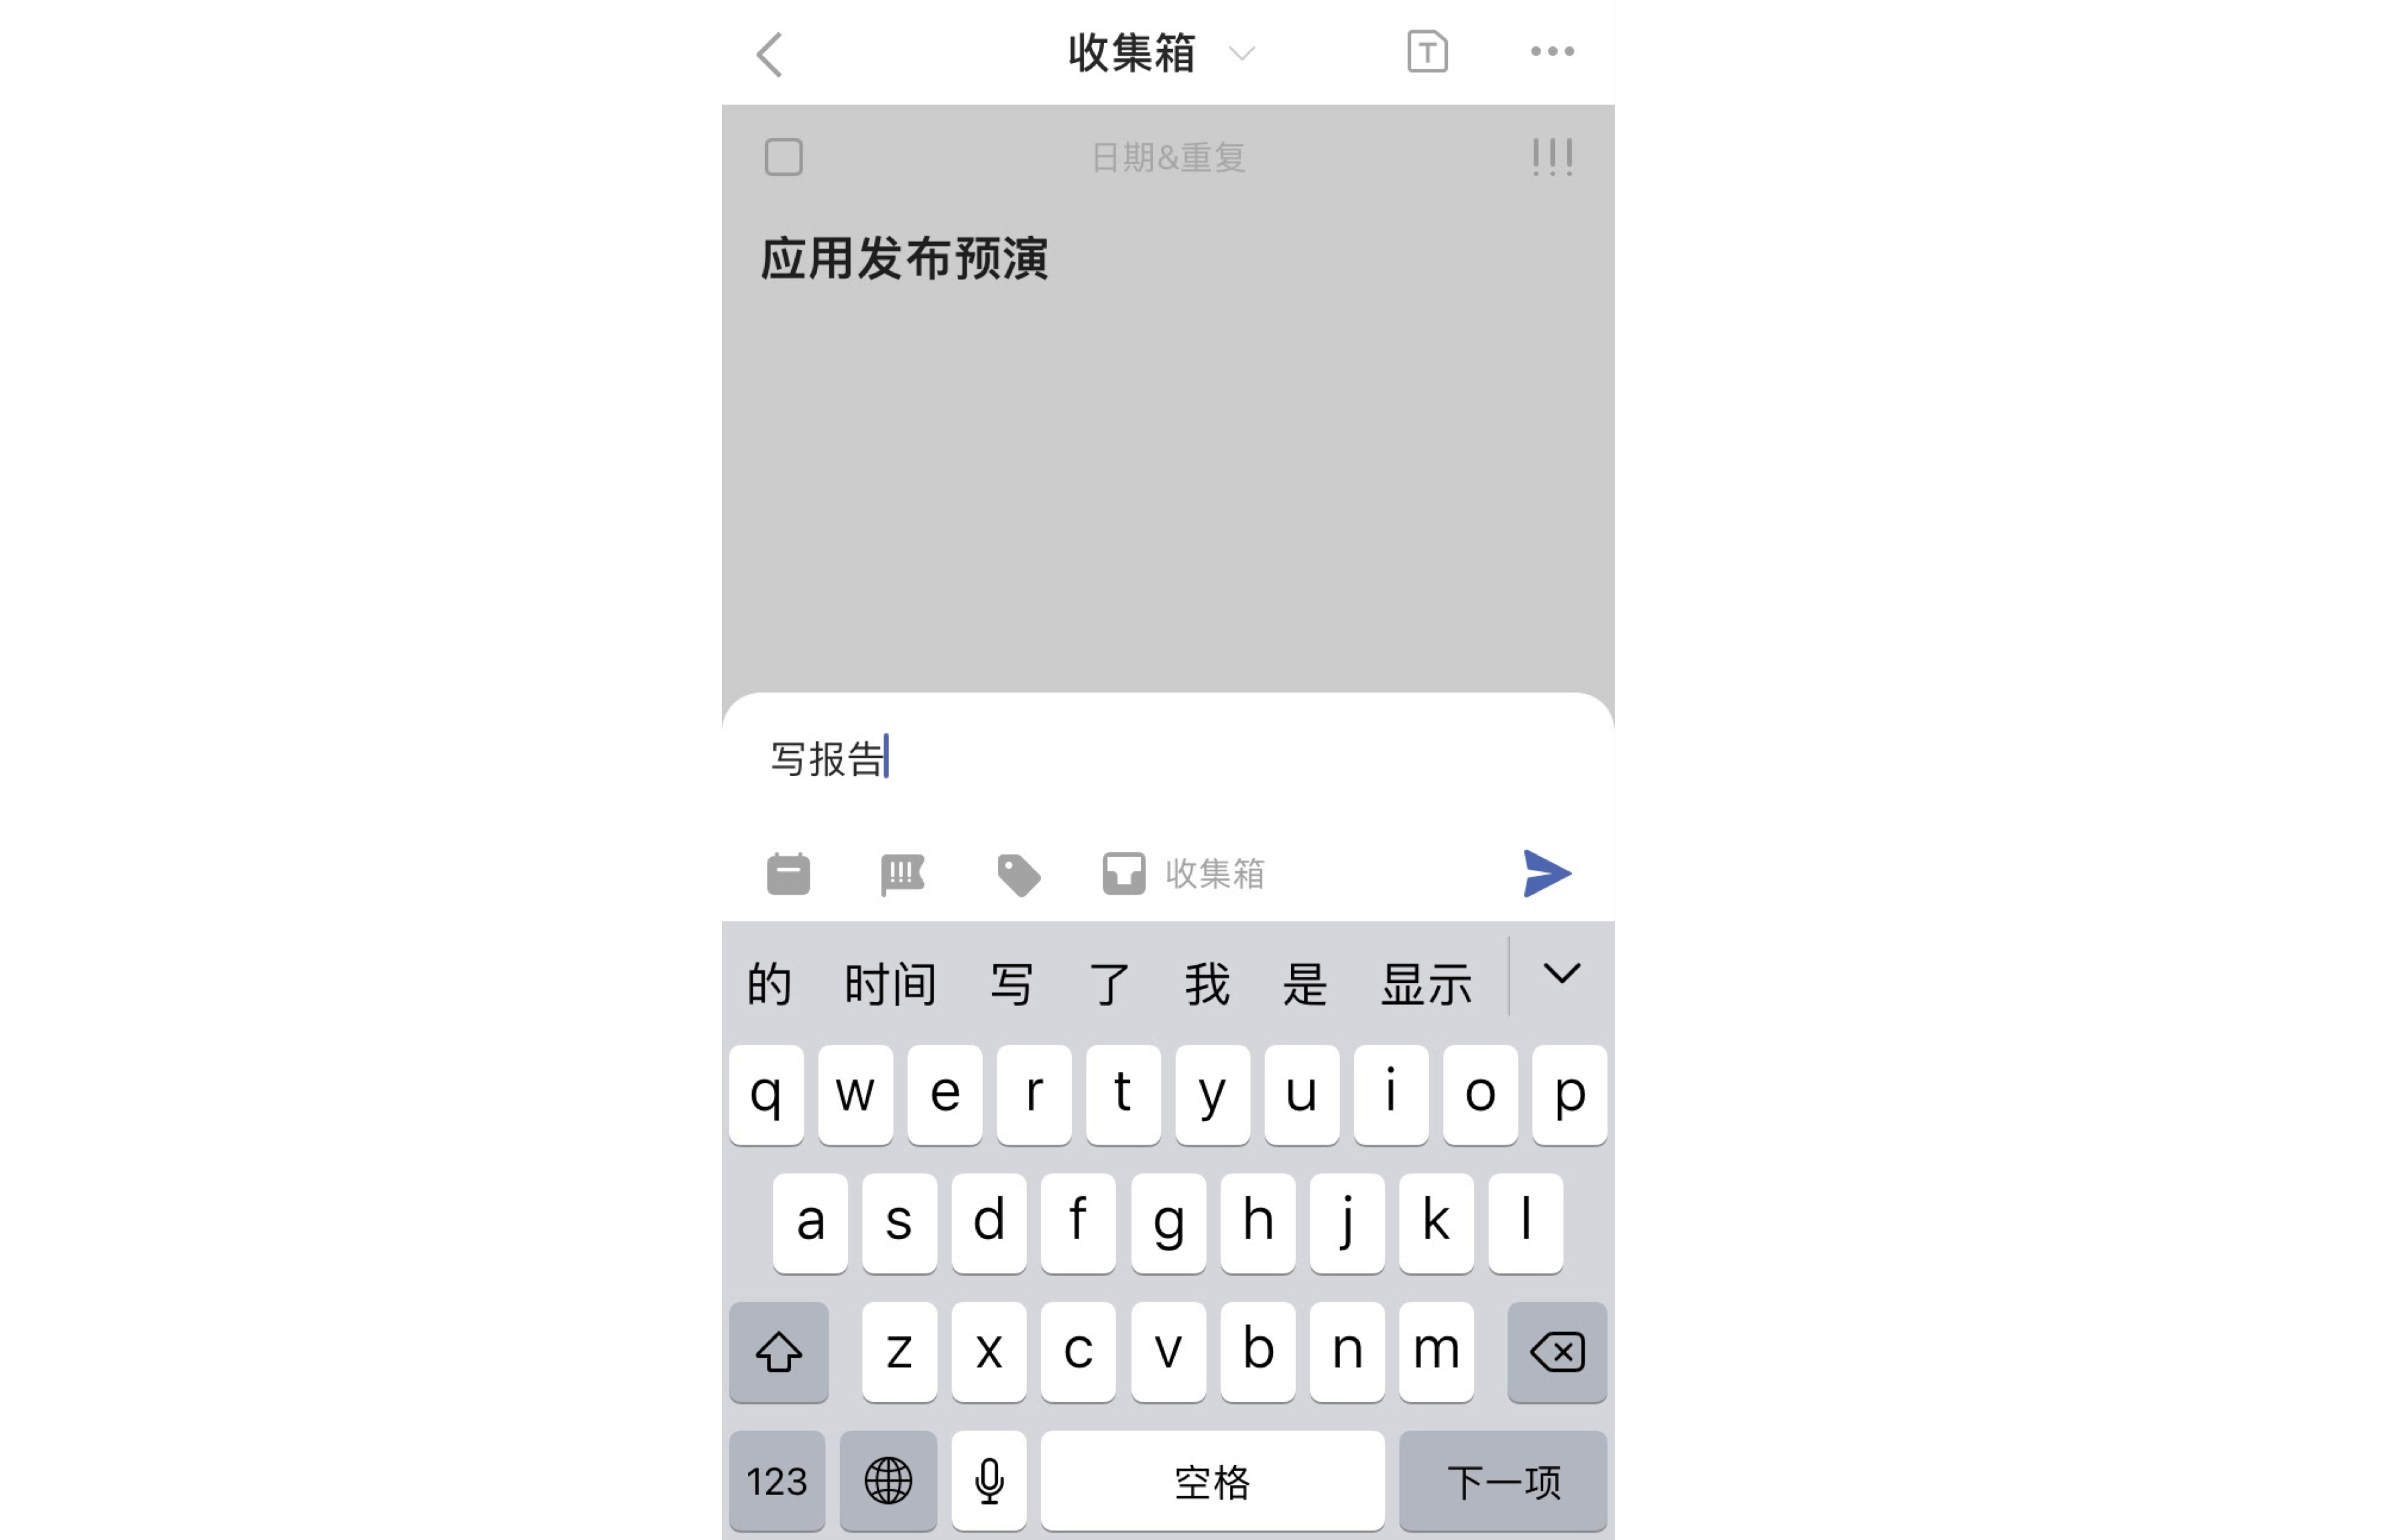 收集箱
日期&重复
应用发布预演
写报告
收集箱
的 时间 写 了 我 是 显示
q w e r t y u i o p
a s d f g h j k l
z x c v b n m
123 空格 下一项